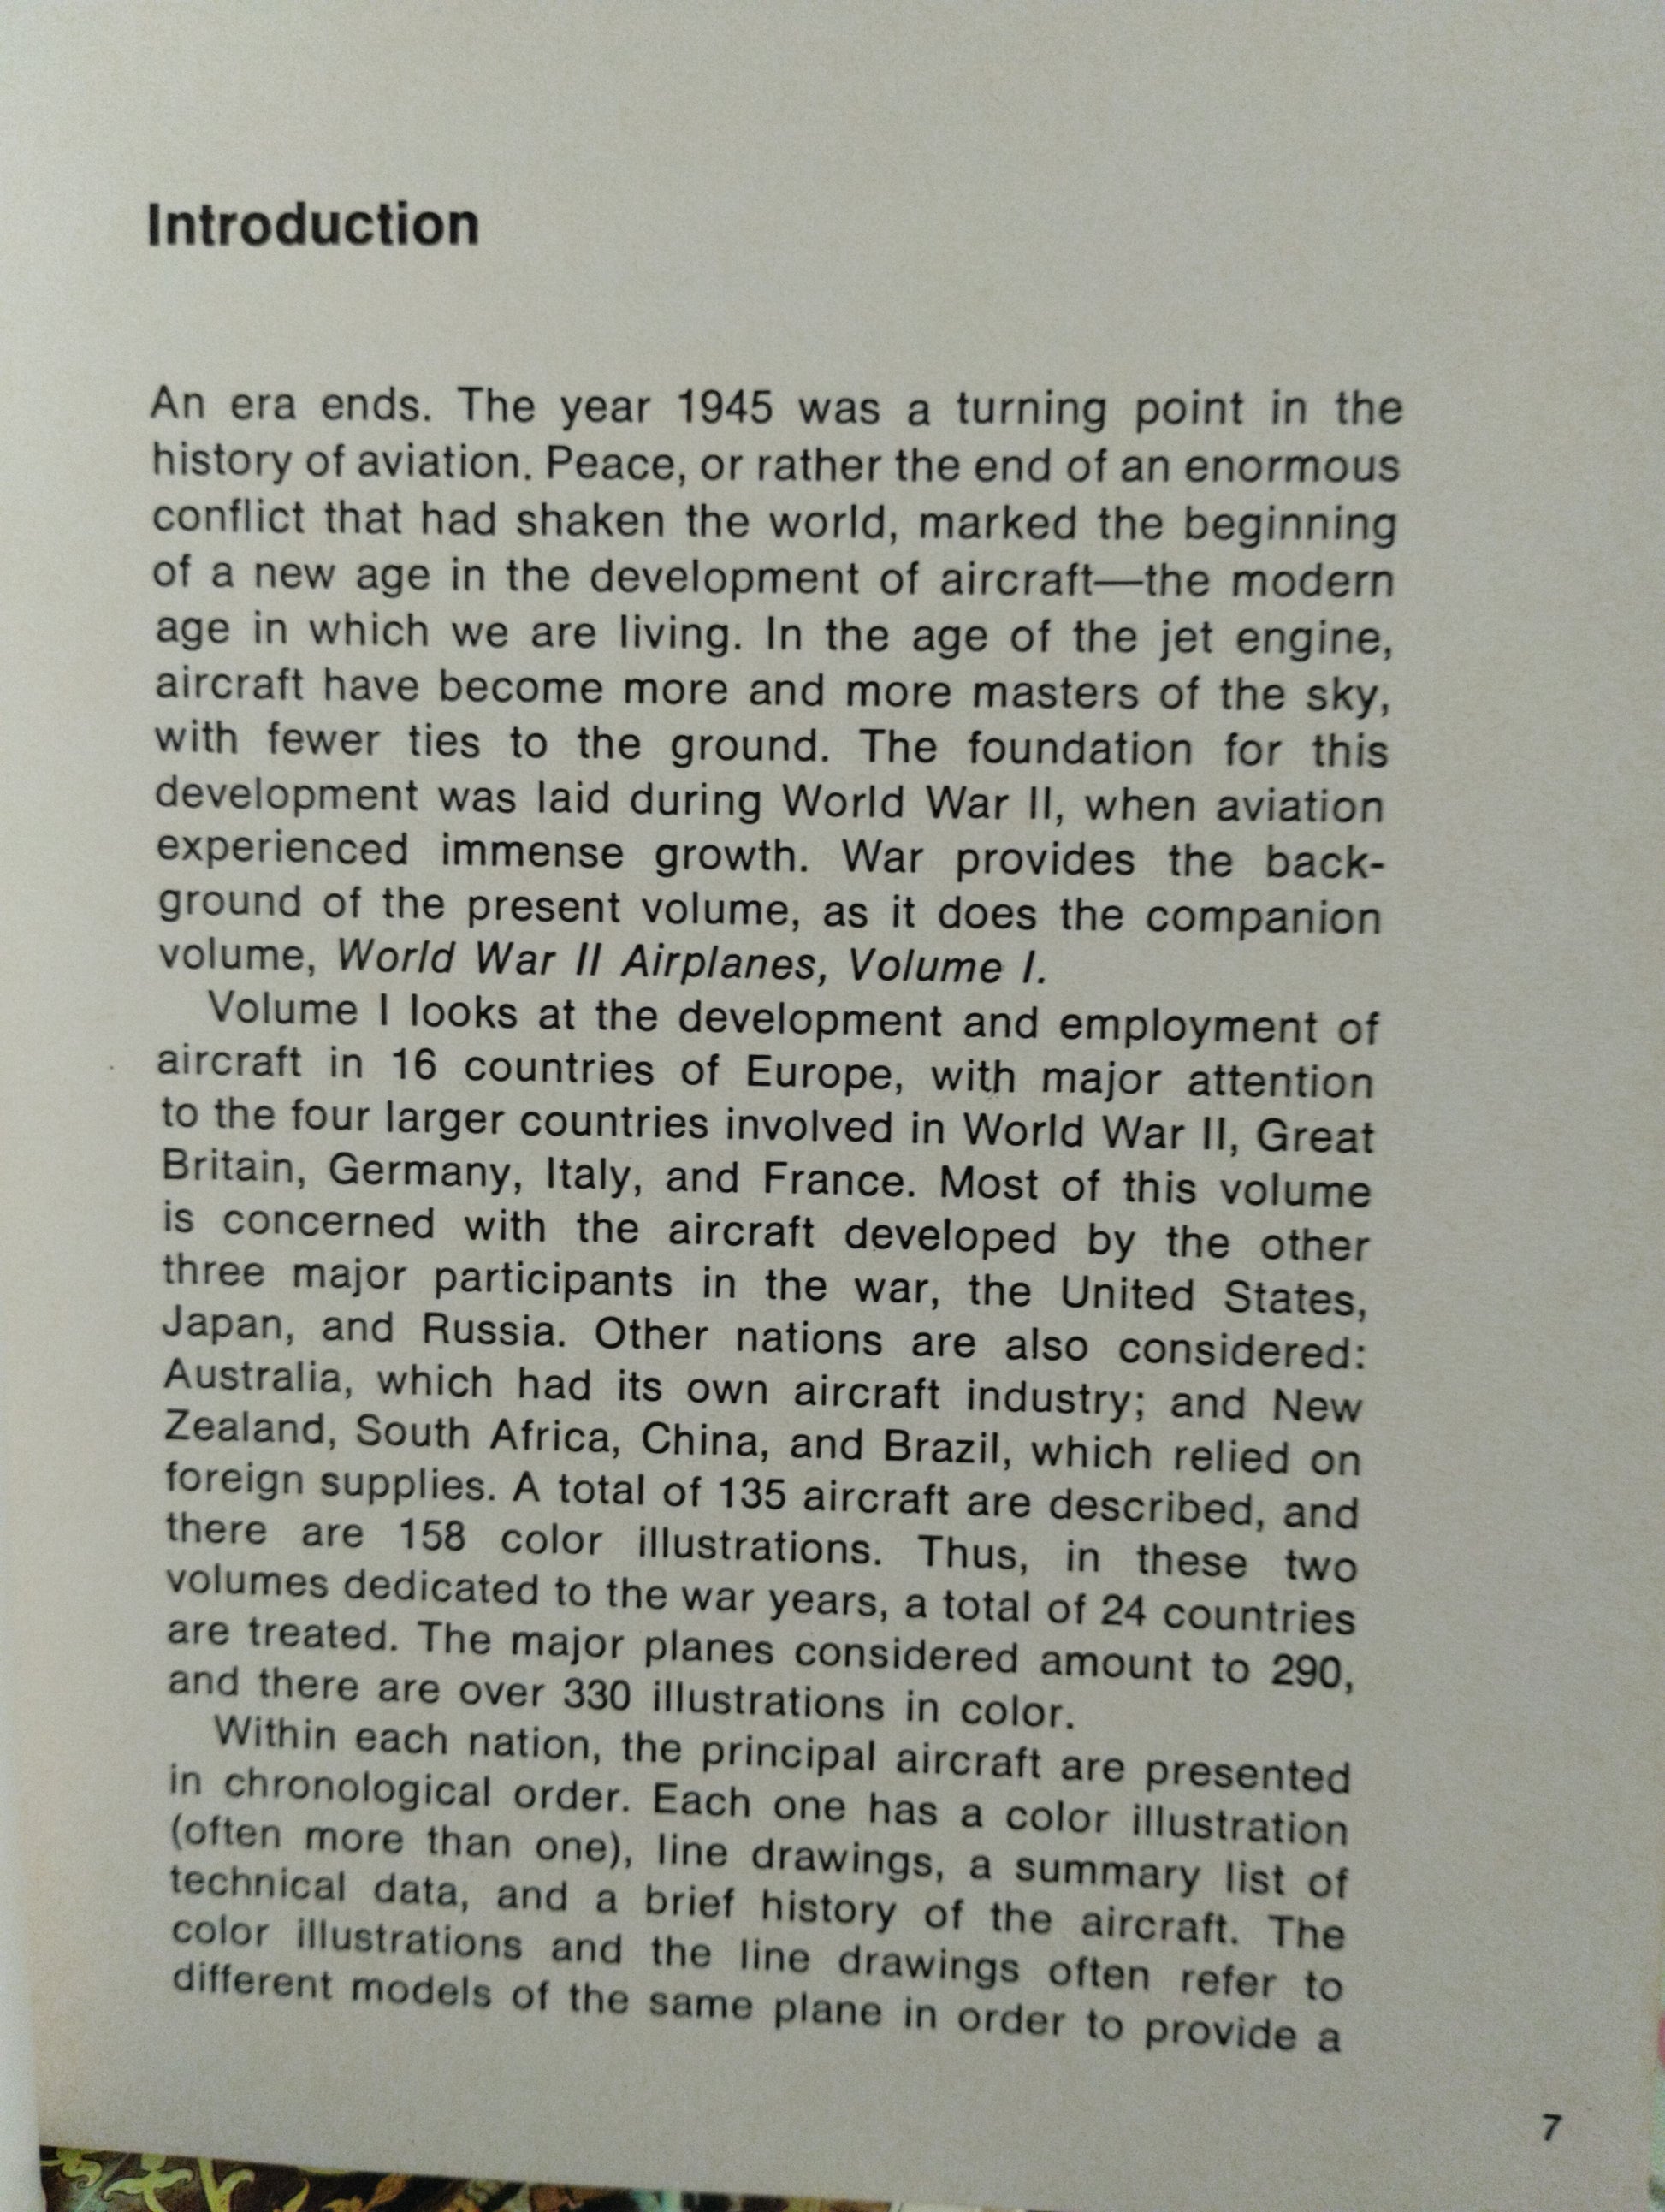 Introduction
An era ends. The year 1945 was a turning point in the
history of aviation. Peace, or rather the end of an enormous
conflict that had shaken the world, marked the beginning
of a new age in the development of aircraft—the modern
age in which we are living. In the age of the jet engine,
aircraft have become more and more masters of the sky,
with fewer ties to the ground. The foundation for this
development was laid during World War II, when aviation
experienced immense growth. War provides the back-
ground of the present volume, as it does the companion
volume, World War II Airplanes, Volume I.
Volume I looks at the development and employment of
aircraft in 16 countries of Europe, with major attention
to the four larger countries involved in World War II, Great
Britain, Germany, Italy, and France. Most of this volume
is concerned with the aircraft developed by the other
three major participants in the war, the United States,
Japan, and Russia. Other nations are also considered:
Australia, which had its own aircraft industry; and New
Zealand, South Africa, China, and Brazil, which relied on
foreign supplies. A total of 135 aircraft are described, and
there are 158 color illustrations. Thus, in these two
volumes dedicated to the war years, a total of 24 countries
are treated. The major planes considered amount to 290,
and there are over 330 illustrations in color.
Within each nation, the principal aircraft are presented
in chronological order. Each one has a color illustration
(often more than one), line drawings, a summary list of
technical data, and a brief history of the aircraft. The
color illustrations and the line drawings often refer to
different models of the same plane in order to provide a
7